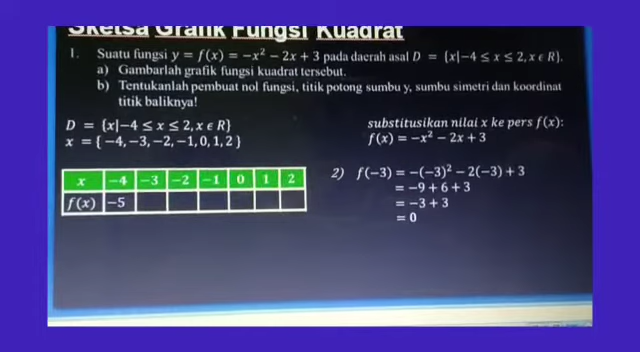 Sketsa Grafik Fungsi Kuadrat
1. Suatu fungsi y = f(x) = −x² − 2x + 3 pada daerah asal D = {x|−4 ≤ x ≤ 2, x ϵ R}.
a) Gambarlah grafik fungsi kuadrat tersebut.
b) Tentukanlah pembuat nol fungsi, titik potong sumbu y, sumbu simetri dan koordinat
titik baliknya!
D = {x|−4 ≤ x ≤ 2, x ϵ R}
x = {−4, −3, −2, −1, 0, 1, 2}
substitusikan nilai x ke pers f(x):
f(x) = −x² − 2x + 3
x −4 −3 −2 −1 0 1 2
f(x) −5
2) f(−3) = −(−3)² − 2(−3) + 3
= −9 + 6 + 3
= −3 + 3
= 0